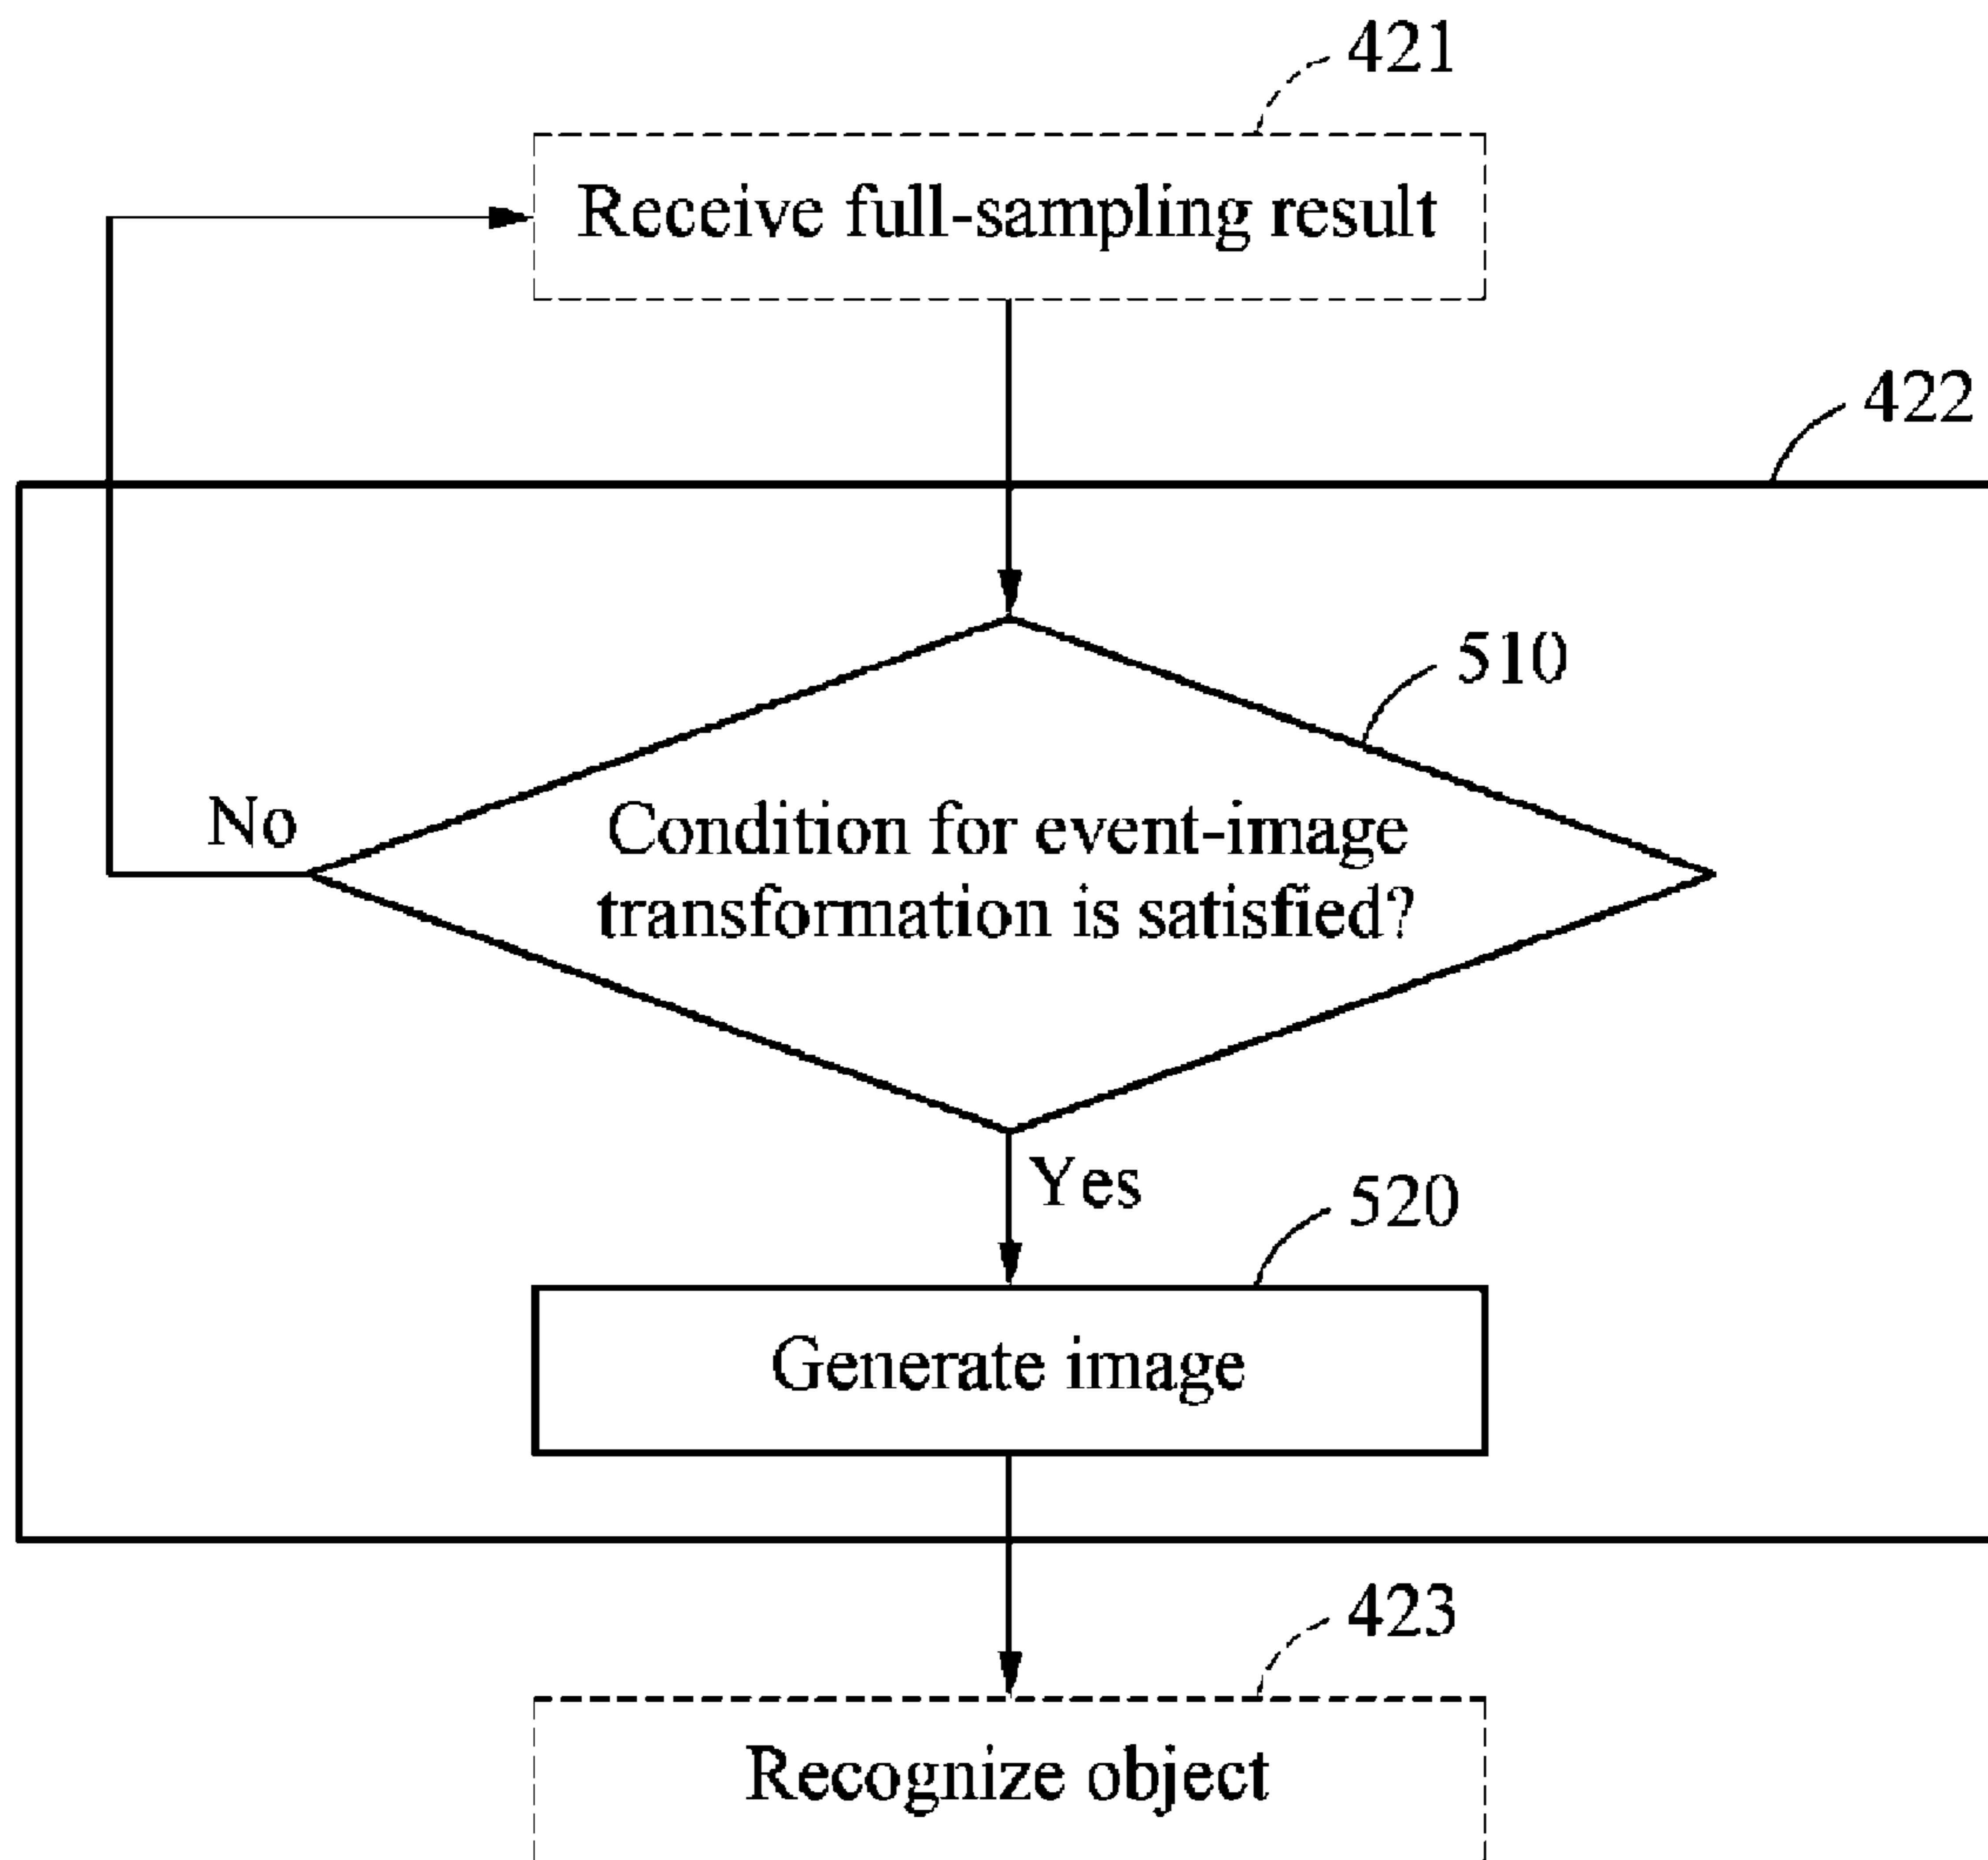 421
Receive full-sampling result
422
510
No
Condition for event-image
transformation is satisfied?
Yes
520
Generate image
423
Recognize object